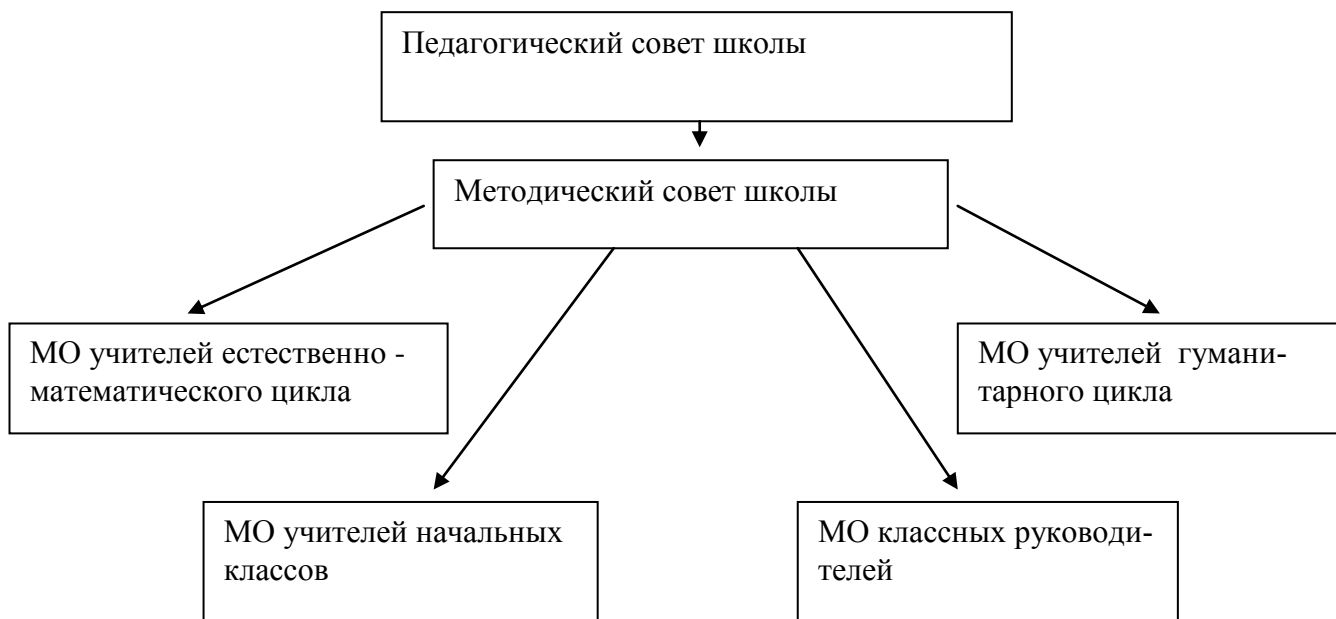 Педагогический совет школы
Методический совет школы
МО учителей естественно -
математического цикла
МО учителей  гумани-
тарного цикла
МО учителей начальных
классов
МО классных руководи-
телей